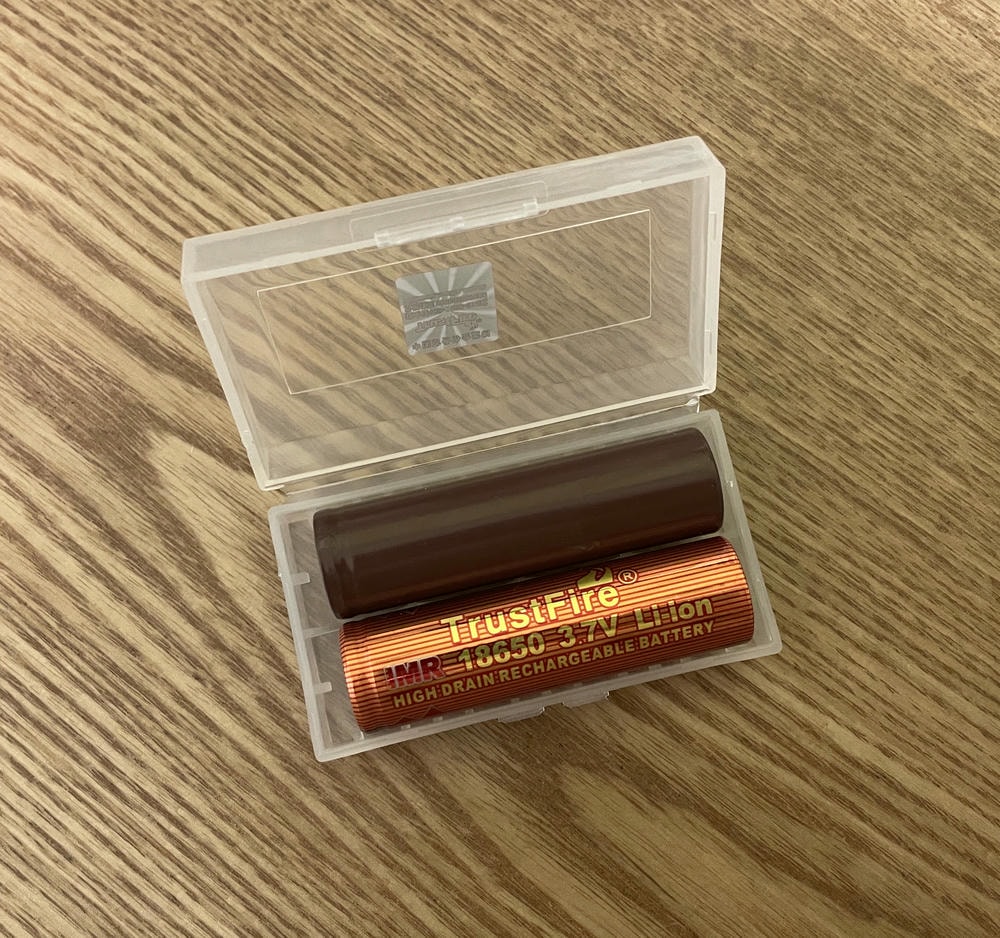 TrustFire®
IMR 18650 3.7V Li-ion
HIGH DRAIN RECHARGEABLE BATTERY